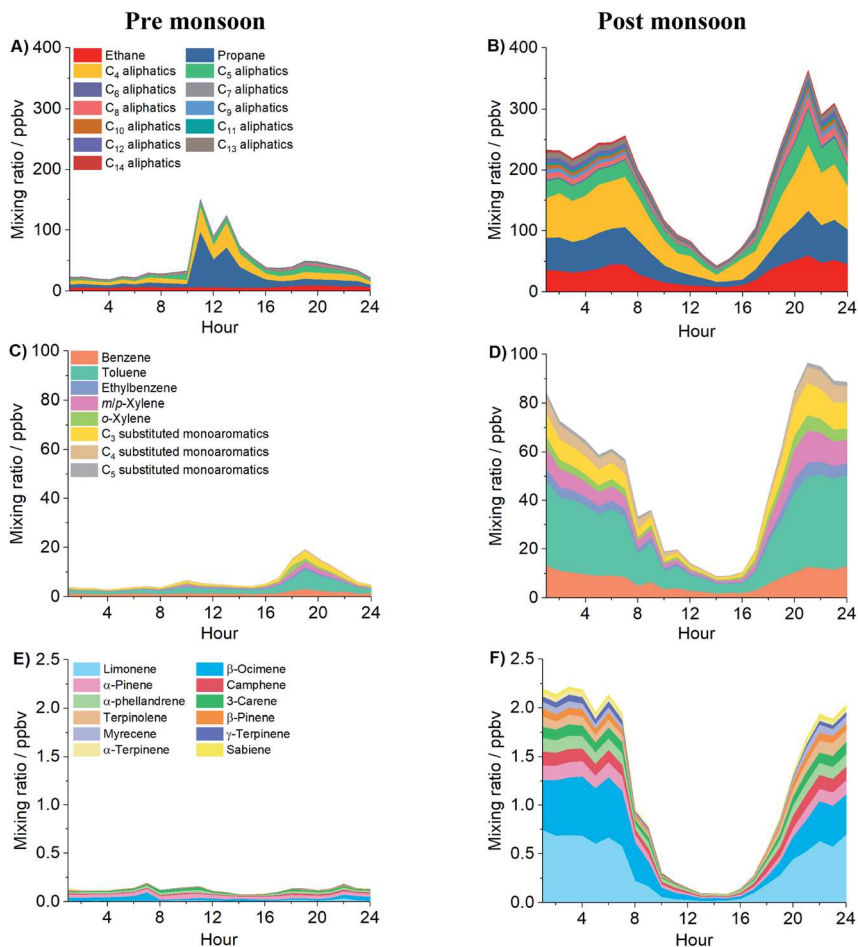 Pre monsoon
Post monsoon
A)
400
300
200
100
0
Mixing ratio / ppbv
Ethane
Propane
C4 aliphatics
C5 aliphatics
C6 aliphatics
C7 aliphatics
C8 aliphatics
C9 aliphatics
C10 aliphatics
C11 aliphatics
C12 aliphatics
C13 aliphatics
C14 aliphatics
4 8 12 16 20 24
Hour
B)
400
300
200
100
0
Mixing ratio / ppbv
4 8 12 16 20 24
Hour
C)
100
80
60
40
20
0
Mixing ratio / ppbv
Benzene
Toluene
Ethylbenzene
m/p-Xylene
o-Xylene
C3 substituted monoaromatics
C4 substituted monoaromatics
C5 substituted monoaromatics
4 8 12 16 20 24
Hour
D)
100
80
60
40
20
0
Mixing ratio / ppbv
4 8 12 16 20 24
Hour
E)
2.5
2.0
1.5
1.0
0.5
0.0
Mixing ratio / ppbv
Limonene
β-Ocimene
α-Pinene
Camphene
α-phellandrene
3-Carene
Terpinolene
β-Pinene
Myrecene
γ-Terpinene
α-Terpinene
Sabiene
4 8 12 16 20 24
Hour
F)
2.5
2.0
1.5
1.0
0.5
0.0
Mixing ratio / ppbv
4 8 12 16 20 24
Hour